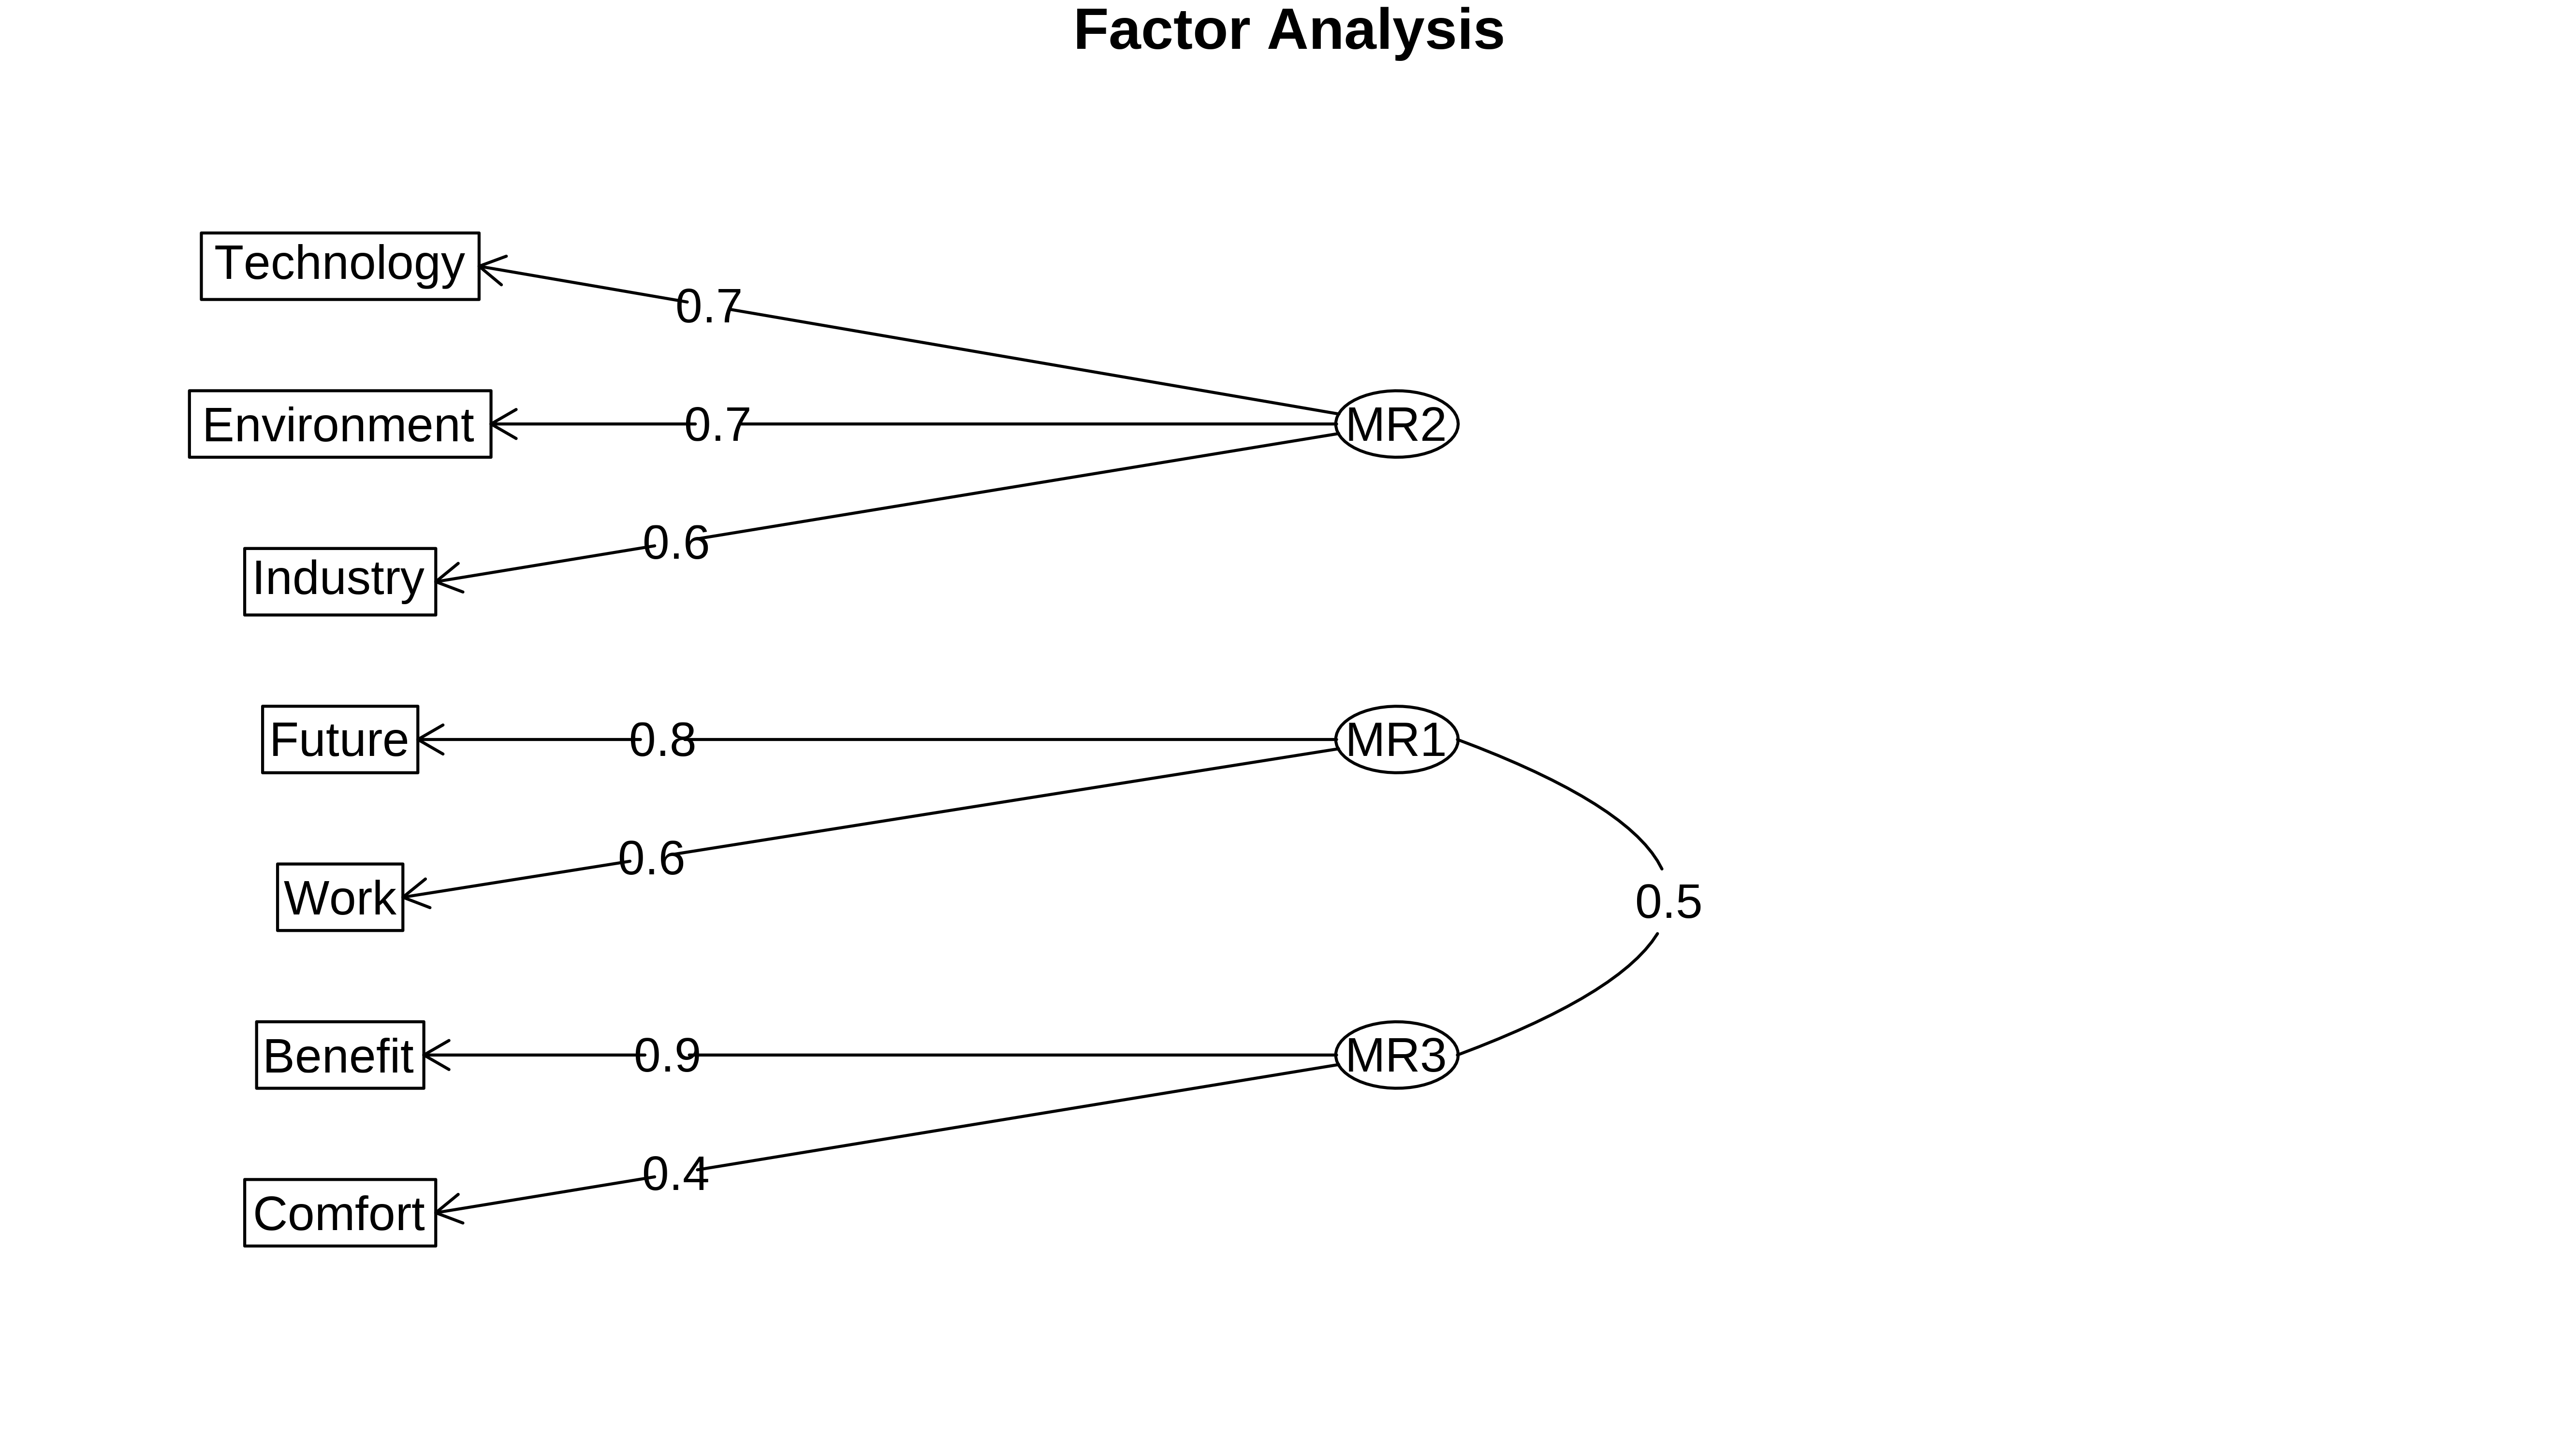 Factor Analysis
Technology
0.7
Environment
0.7
MR2
0.6
Industry
Future
0.8
MR1
0.6
Work
0.5
Benefit
0.9
MR3
0.4
Comfort